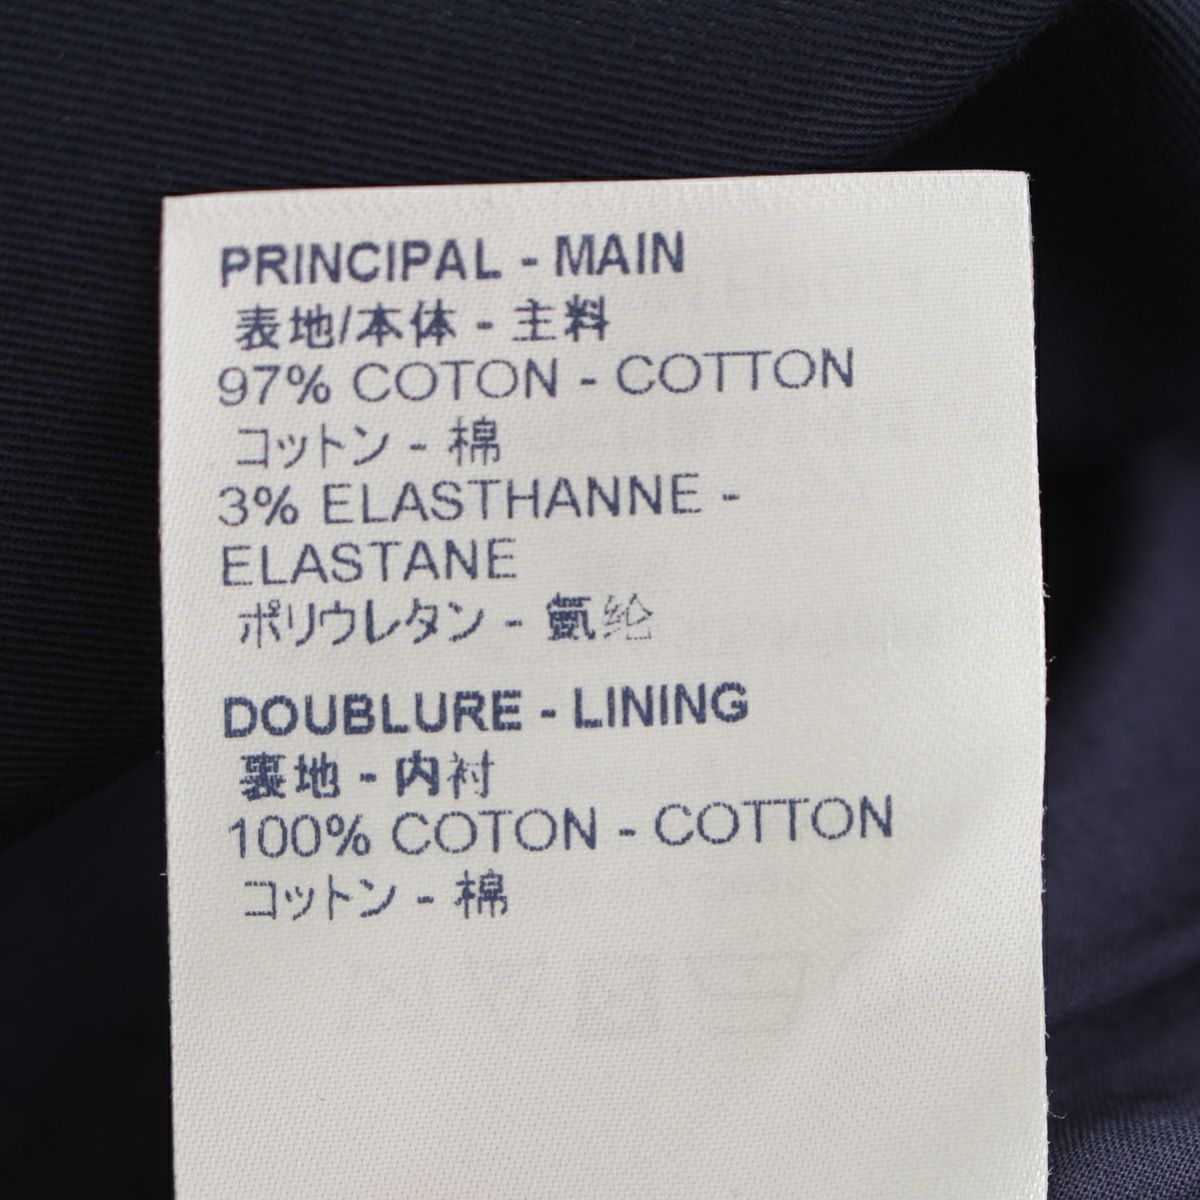 PRINCIPAL - MAIN
表地/本体 - 主料
97% COTON - COTTON
コットン - 棉
3% ELASTHANNE -
ELASTANE
ポリウレタン - 氨纶
DOUBLURE - LINING
裏地 - 内衬
100% COTON - COTTON
コットン - 棉